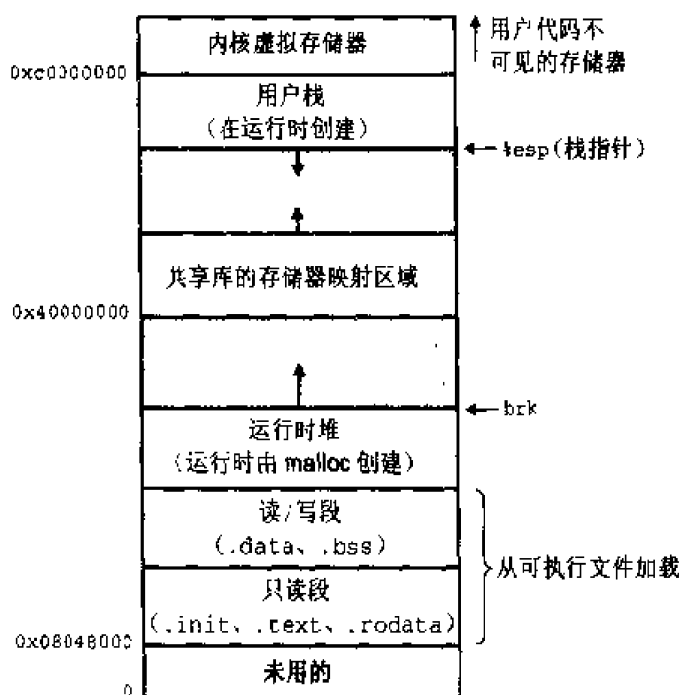 内核虚拟存储器
用户代码不
可见的存储器
0xc0000000
用户栈
(在运行时创建)
%esp(栈指针)
共享库的存储器映射区域
0x40000000
brk
运行时堆
(运行时由 malloc 创建)
读/写段
(.data、.bss)
从可执行文件加载
只读段
(.init、.text、.rodata)
0x08048000
未用的
0